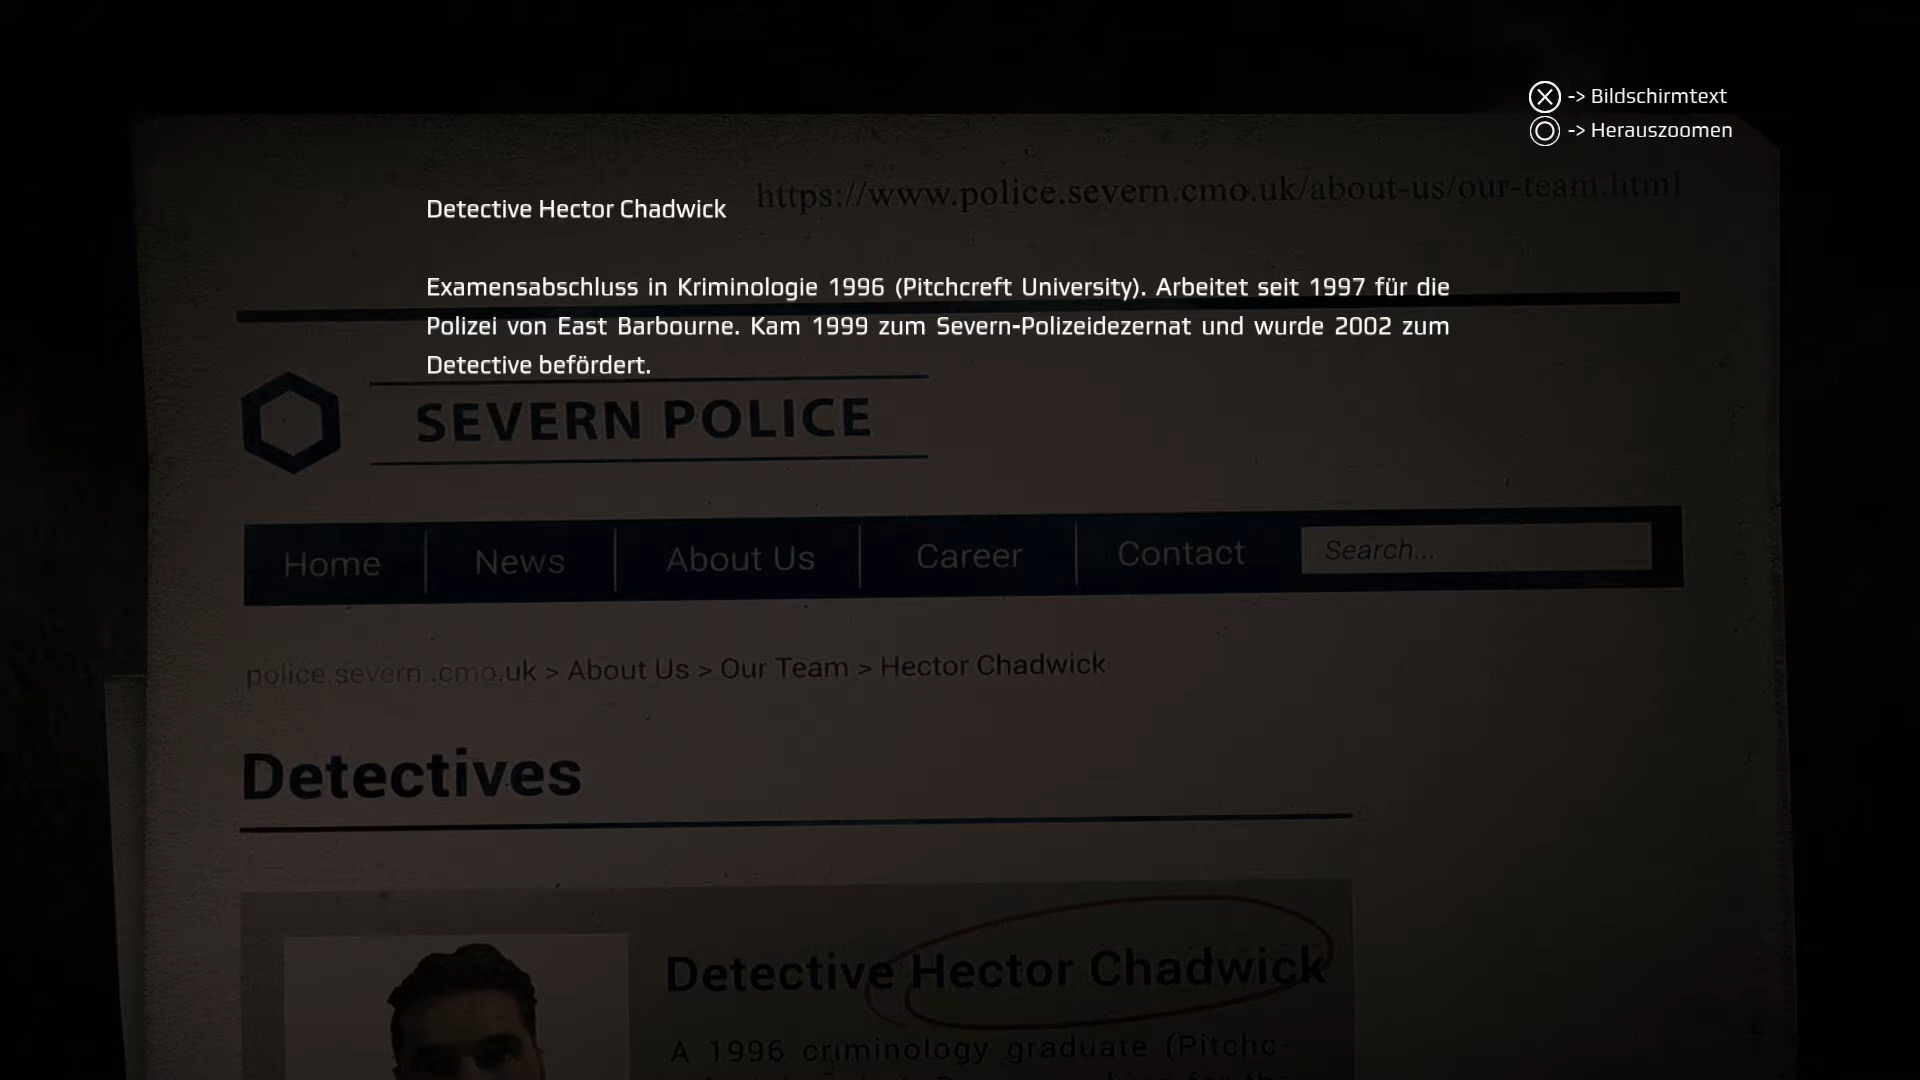 -> Bildschirmtext
-> Herauszoomen
https://www.police.severn.cmo.uk/about-us/our-team.html
Detective Hector Chadwick
Examensabschluss in Kriminologie 1996 (Pitchcreft University). Arbeitet seit 1997 für die
Polizei von East Barbourne. Kam 1999 zum Severn-Polizeidezernat und wurde 2002 zum
Detective befördert.
SEVERN POLICE
Home News About Us Career Contact Search...
police.severn..cmo.uk > About Us > Our Team > Hector Chadwick
Detectives
Detective Hector Chadwick
A 1996 criminology graduate (Pitchc-